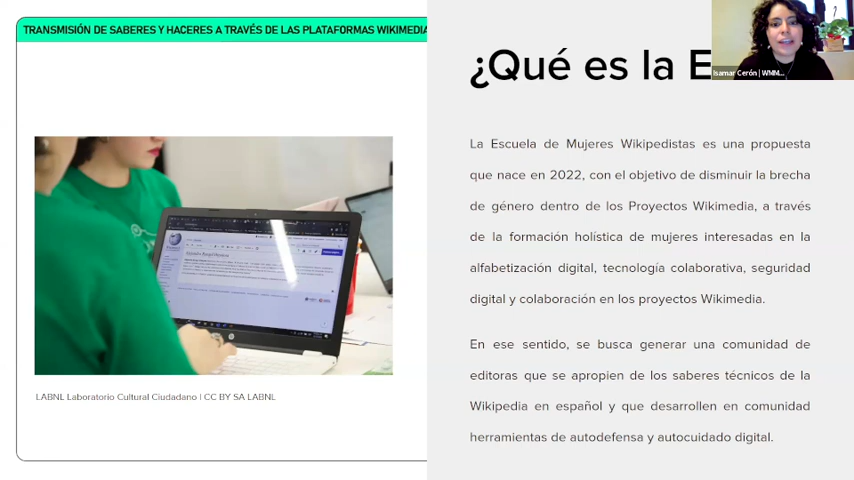 TRANSMISIÓN DE SABERES Y HACERES A TRAVÉS DE LAS PLATAFORMAS WIKIMEDIA
¿Qué es la E
Isamar Cerón | WMM...
La Escuela de Mujeres Wikipedistas es una propuesta
que nace en 2022, con el objetivo de disminuir la brecha
de género dentro de los Proyectos Wikimedia, a través
de la formación holística de mujeres interesadas en la
alfabetización digital, tecnología colaborativa, seguridad
digital y colaboración en los proyectos Wikimedia.
En ese sentido, se busca generar una comunidad de
editoras que se apropien de los saberes técnicos de la
Wikipedia en español y que desarrollen en comunidad
herramientas de autodefensa y autocuidado digital.
LABNL Laboratorio Cultural Ciudadano | CC BY SA LABNL